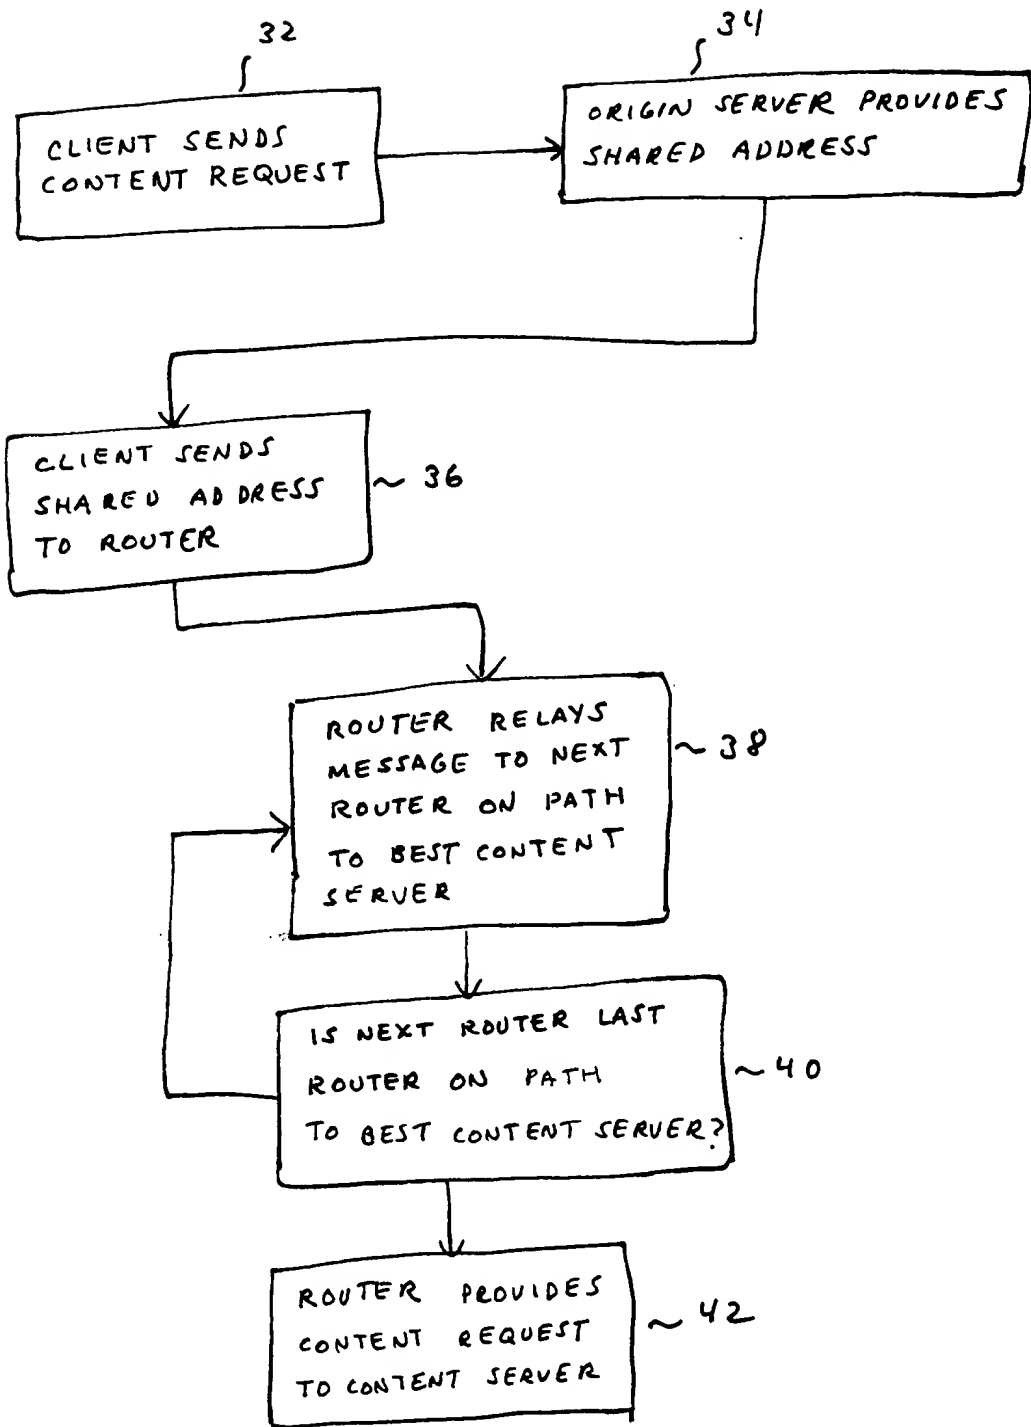 32
34
CLIENT SENDS
CONTENT REQUEST
ORIGIN SERVER PROVIDES
SHARED ADDRESS
CLIENT SENDS
SHARED ADDRESS
TO ROUTER
~ 36
ROUTER RELAYS
MESSAGE TO NEXT
ROUTER ON PATH
TO BEST CONTENT
SERVER
~ 38
IS NEXT ROUTER LAST
ROUTER ON PATH
TO BEST CONTENT SERVER?
~ 40
ROUTER PROVIDES
CONTENT REQUEST
TO CONTENT SERVER
~ 42